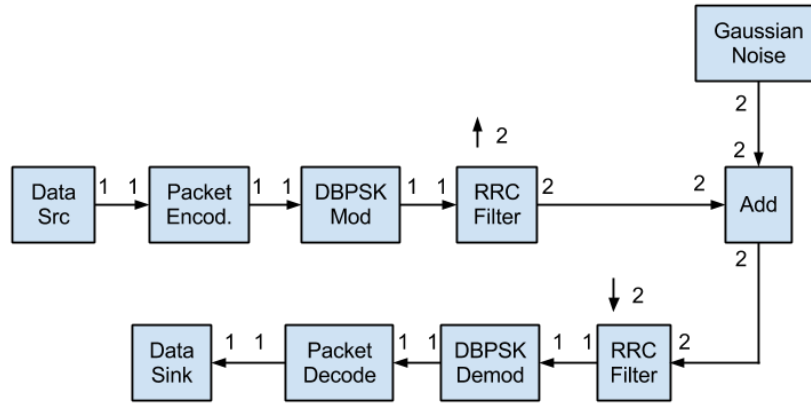 Gaussian
Noise
2
2
2
Data
Src
1
1
Packet
Encod.
1
1
DBPSK
Mod
1
1
RRC
Filter
2
2
Add
2
2
Data
Sink
1
1
Packet
Decode
1
1
DBPSK
Demod
1
1
RRC
Filter
2